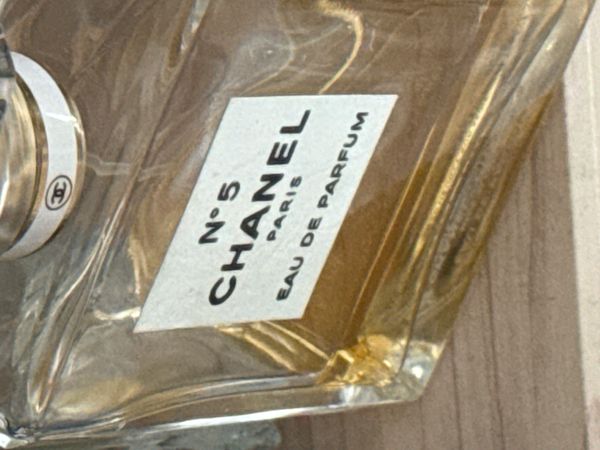 N°5
CHANEL
PARIS
EAU DE PARFUM